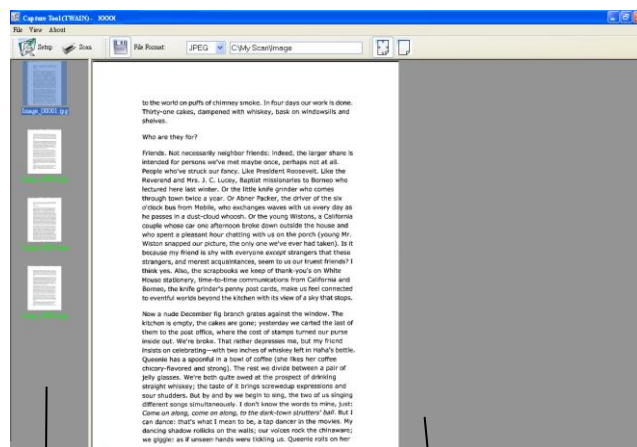 Capture Tool (TWAIN) - XXXX
File View About
Setup Scan File Format: JPEG C:\My Scan\Image
Image_00001.jpg
to the world on puffs of chimney smoke. In four days our work is done.
Thirty-one cakes, dampened with whiskey, bask on windowsills and
shelves.
Who are they for?
Friends. Not necessarily neighbor friends: indeed, the larger share is
intended for persons we've met maybe once, perhaps not at all.
People who've struck our fancy. Like President Roosevelt. Like the
Reverend and Mrs. J. C. Lucey, Baptist missionaries to Borneo who
lectured here last winter. Or the little knife grinder who comes
through town twice a year. Or Abner Packer, the driver of the six
o'clock bus from Mobile, who exchanges waves with us every day as
he passes in a dust-cloud whoosh. Or the young Wistons, a California
couple whose car one afternoon broke down outside the house and
who spent a pleasant hour chatting with us on the porch (young Mr.
Wiston snapped our picture, the only one we've ever had taken). Is it
because my friend is shy with everyone except strangers that these
strangers, and merest acquaintances, seem to us our truest friends? I
think yes. Also, the scrapbooks we keep of thank-you's on White
House stationery, time-to-time communications from California and
Borneo, the knife grinder's penny post cards, make us feel connected
to eventful worlds beyond the kitchen with its view of a sky that stops.
Now a nude December fig branch grates against the window. The
kitchen is empty, the cakes are gone; yesterday we carted the last of
them to the post office, where the cost of stamps turned our purse
inside out. We're broke. That rather depresses me, but my friend
insists on celebrating—with two inches of whiskey left in Haha's bottle.
Queenie has a spoonful in a bowl of coffee (she likes her coffee
chicory-flavored and strong). The rest we divide between a pair of
jelly glasses. We're both quite awed at the prospect of drinking
straight whiskey; the taste of it brings screwedup expressions and
sour shudders. But by and by we begin to sing, the two of us singing
different songs simultaneously. I don't know the words to mine, just:
Come on along, come on along, to the dark-town strutters' ball. But I
can dance: that's what I mean to be, a tap dancer in the movies. My
dancing shadow rollicks on the walls; our voices rock the chinaware;
we giggle: as if unseen hands were tickling us. Queenie rolls on her